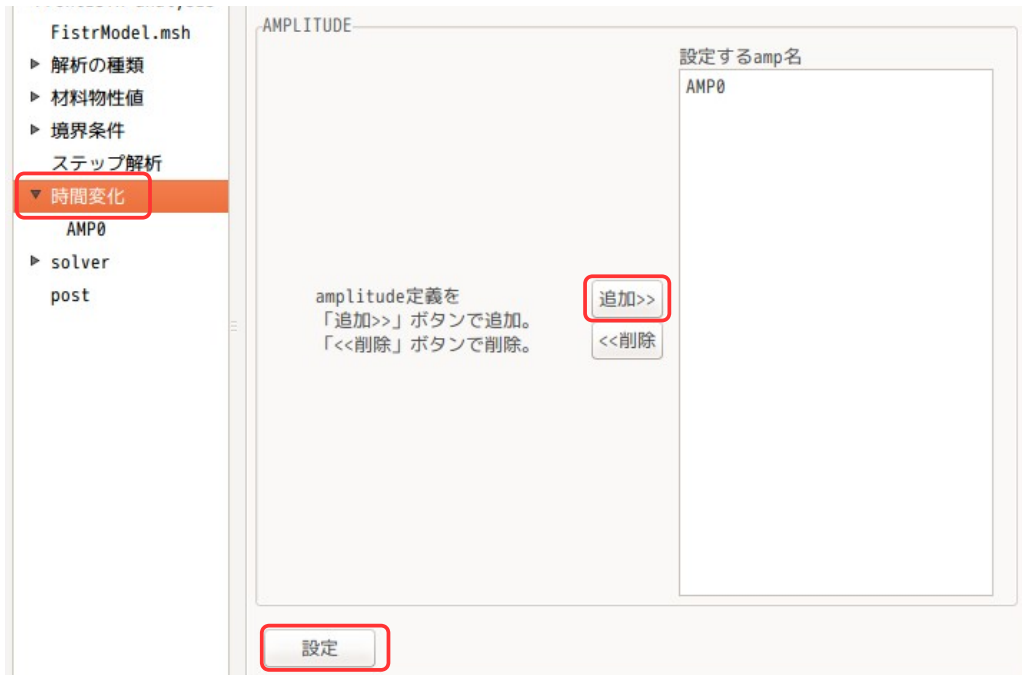 FistrModel.msh
解析の種類
材料物性値
境界条件
ステップ解析
時間変化
AMP0
solver
post
AMPLITUDE
設定するamp名
AMP0
amplitude定義を
「追加>>」ボタンで追加。
「<<削除」ボタンで削除。
追加>>
<<削除
設定